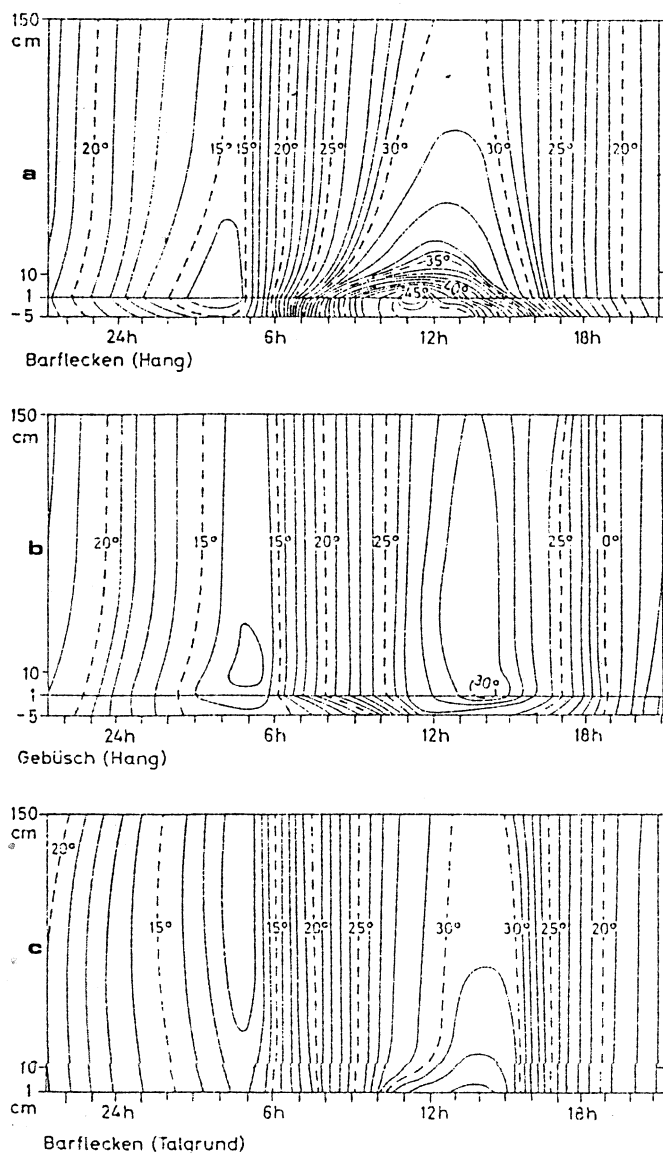 150
cm
20° 15° 15° 20° 25° 30° 30° 25° 20°
a
35°
10
45° 40°
1
-5
24h 6h 12h 18h
Barflecken (Hang)
150
cm
b
20° 15° 15° 20° 25° 25° 0°
10
30°
1
-5
24h 6h 12h 18h
Gebüsch (Hang)
150
cm
20°
c
15° 15° 20° 25° 30° 30° 25° 20°
10
1
cm
24h 6h 12h 18h
Barflecken (Talgrund)